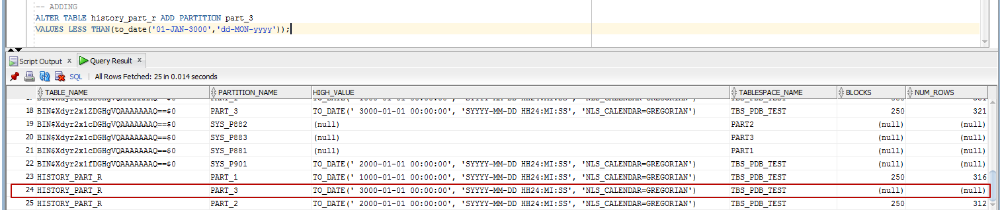 -- ADDING
ALTER TABLE history_part_r ADD PARTITION part_3
VALUES LESS THAN(to_date('01-JAN-3000','dd-MON-yyyy'));
Script Output x Query Result x
SQL | All Rows Fetched: 25 in 0.014 seconds
TABLE_NAME PARTITION_NAME HIGH_VALUE TABLESPACE_NAME BLOCKS NUM_ROWS
18 BIN$Xdyr2x1ZDGHgVQAAAAAAAQ==$0 PART_3 TO_DATE(' 3000-01-01 00:00:00', 'SYYYY-MM-DD HH24:MI:SS', 'NLS_CALENDAR=GREGORIAN') TBS_PDB_TEST 250 321
19 BIN$Xdyr2x1cDGHgVQAAAAAAAQ==$0 SYS_P882 (null) PART2 (null) (null)
20 BIN$Xdyr2x1cDGHgVQAAAAAAAQ==$0 SYS_P883 (null) PART3 (null) (null)
21 BIN$Xdyr2x1cDGHgVQAAAAAAAQ==$0 SYS_P881 (null) PART1 (null) (null)
22 BIN$Xdyr2x1fDGHgVQAAAAAAAQ==$0 SYS_P901 TO_DATE(' 2000-01-01 00:00:00', 'SYYYY-MM-DD HH24:MI:SS', 'NLS_CALENDAR=GREGORIAN') TBS_PDB_TEST (null) (null)
23 HISTORY_PART_R PART_1 TO_DATE(' 1000-01-01 00:00:00', 'SYYYY-MM-DD HH24:MI:SS', 'NLS_CALENDAR=GREGORIAN') TBS_PDB_TEST 250 316
24 HISTORY_PART_R PART_3 TO_DATE(' 3000-01-01 00:00:00', 'SYYYY-MM-DD HH24:MI:SS', 'NLS_CALENDAR=GREGORIAN') TBS_PDB_TEST (null) (null)
25 HISTORY_PART_R PART_2 TO_DATE(' 2000-01-01 00:00:00', 'SYYYY-MM-DD HH24:MI:SS', 'NLS_CALENDAR=GREGORIAN') TBS_PDB_TEST 250 312